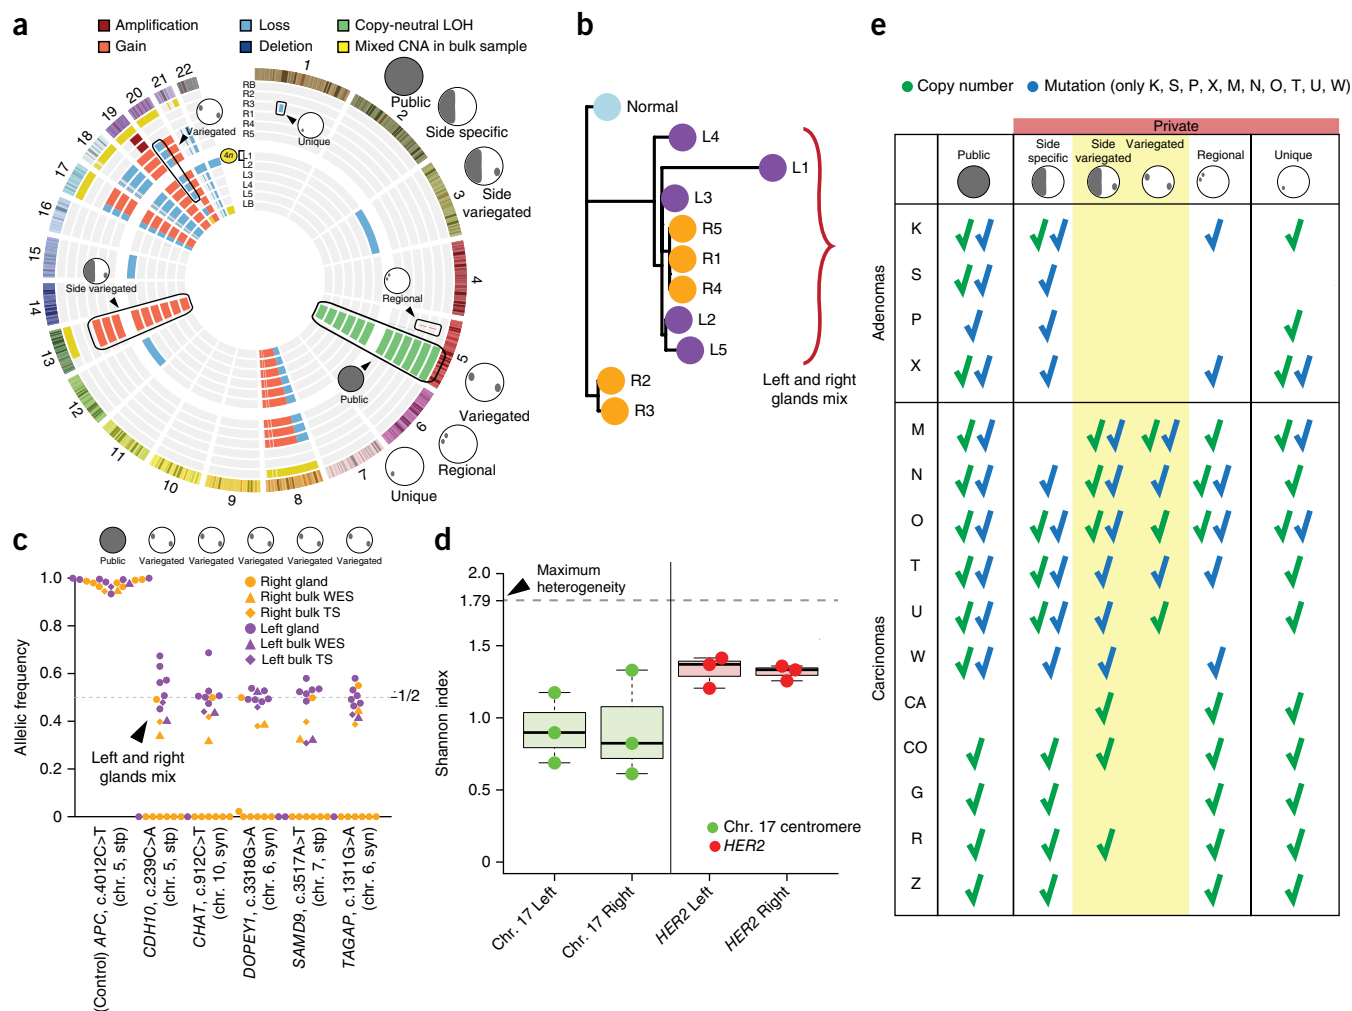 a
Amplification
Gain
Loss
Deletion
Copy-neutral LOH
Mixed CNA in bulk sample
1
2
3
4
5
6
7
8
9
10
11
12
13
14
15
16
17
18
19
20
21
22
RB
R2
R3
R1
R4
R5
4n
L1
L2
L3
L4
L5
LB
Variegated
Unique
Public
Side specific
Side
variegated
Side variegated
Regional
Public
Variegated
Regional
Unique
b
Normal
L4
L1
L3
R5
R1
R4
L2
L5
R2
R3
Left and right
glands mix
c
Public
Variegated
Variegated
Variegated
Variegated
Variegated
Right gland
Right bulk WES
Right bulk TS
Left gland
Left bulk WES
Left bulk TS
Allelic frequency
1.0
0.8
0.6
0.4
0.2
0
1/2
Left and right
glands mix
(Control) APC, c.4012C>T
(chr. 5, stp)
CDH10, c.239C>A
(chr. 5, stp)
CHAT, c.912C>T
(chr. 10, syn)
DOPEY1, c.3318G>A
(chr. 6, syn)
SAMD9, c.3517A>T
(chr. 7, stp)
TAGAP, c.1311G>A
(chr. 6, syn)
d
Maximum
heterogeneity
Shannon index
2.0
1.79
1.5
1.0
0.5
0
Chr. 17 centromere
HER2
Chr. 17 Left
Chr. 17 Right
HER2 Left
HER2 Right
e
Copy number
Mutation (only K, S, P, X, M, N, O, T, U, W)
Private
Public
Side
specific
Side
variegated
Variegated
Regional
Unique
Adenomas
K
S
P
X
Carcinomas
M
N
O
T
U
W
CA
CO
G
R
Z